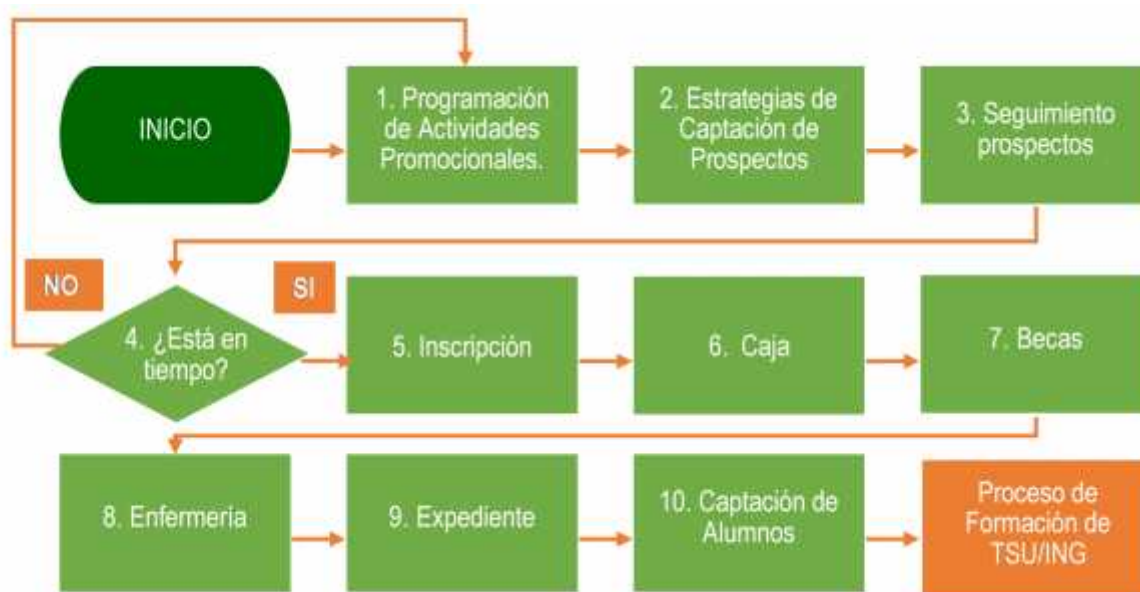 INICIO
1. Programación
de Actividades
Promocionales.
2. Estrategias de
Captación de
Prospectos
3. Seguimiento
prospectos
NO
SI
4. ¿Está en
tiempo?
5. Inscripción
6. Caja
7. Becas
8. Enfermeria
9. Expediente
10. Captación de
Alumnos
Proceso de
Formación de
TSU/ING